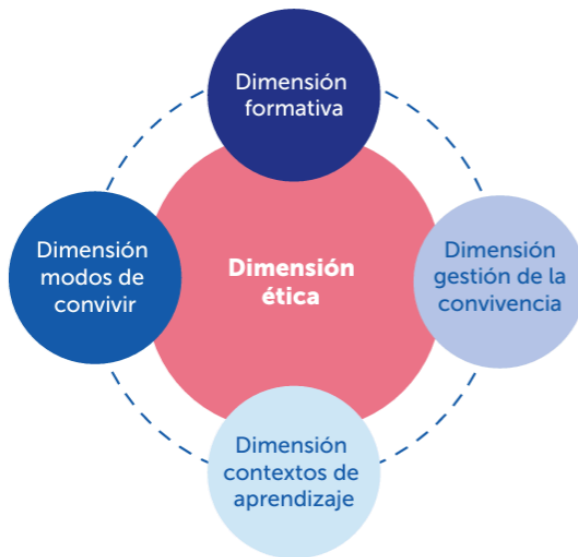 Dimensión
formativa
Dimensión
modos de
convivir
Dimensión
ética
Dimensión
gestión de la
convivencia
Dimensión
contextos de
aprendizaje